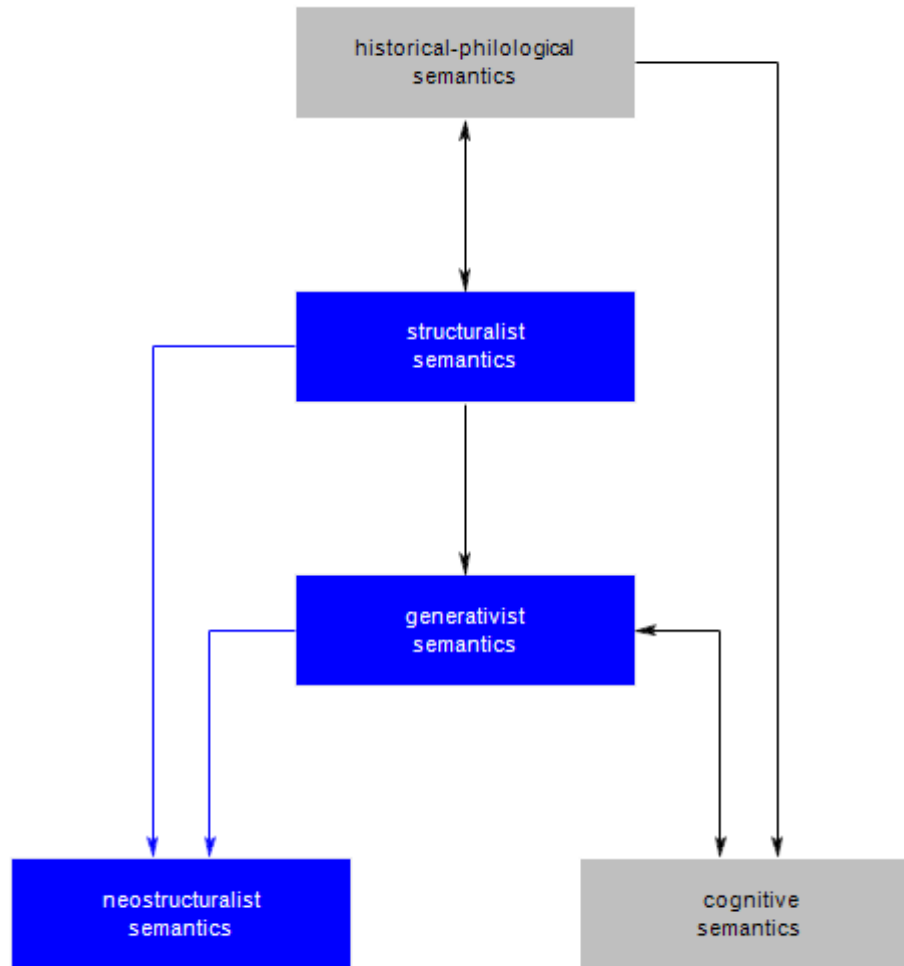 historical-philological
semantics
structuralist
semantics
generativist
semantics
neostructuralist
semantics
cognitive
semantics